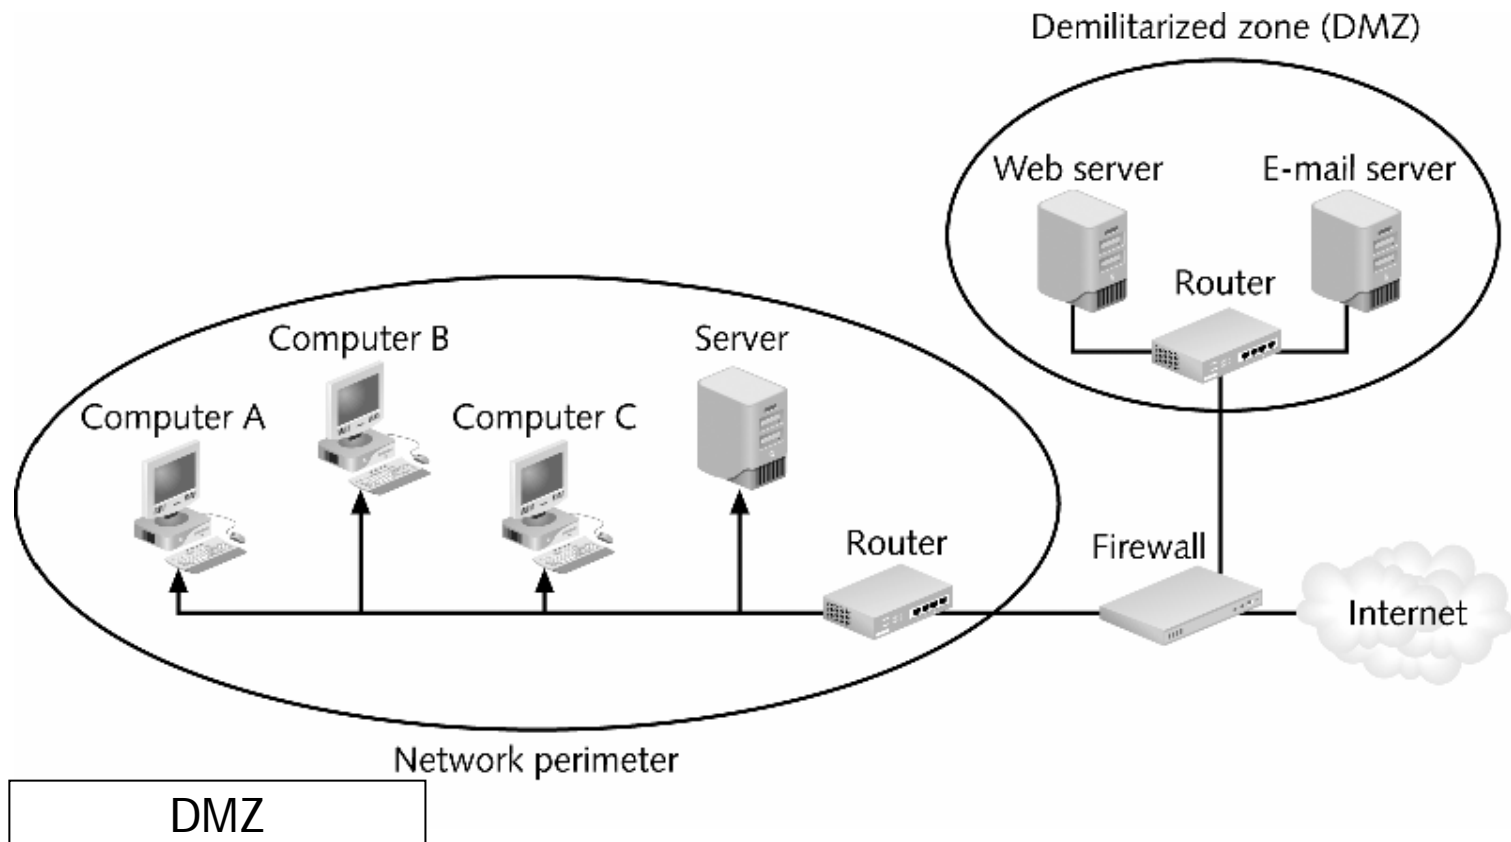 Demilitarized zone (DMZ)
Web server
E-mail server
Router
Computer B
Server
Computer A
Computer C
Router
Firewall
Internet
Network perimeter
DMZ